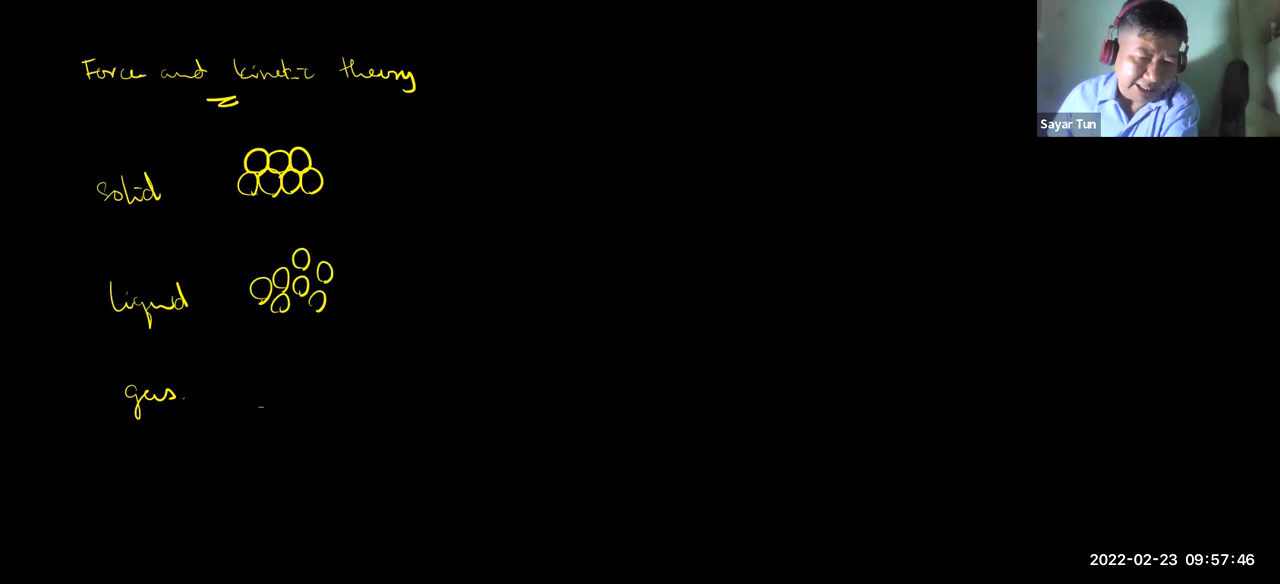 Force and kinetic theory
Sayar Tun
solid
liquid
gas.
2022-02-23 09:57:46